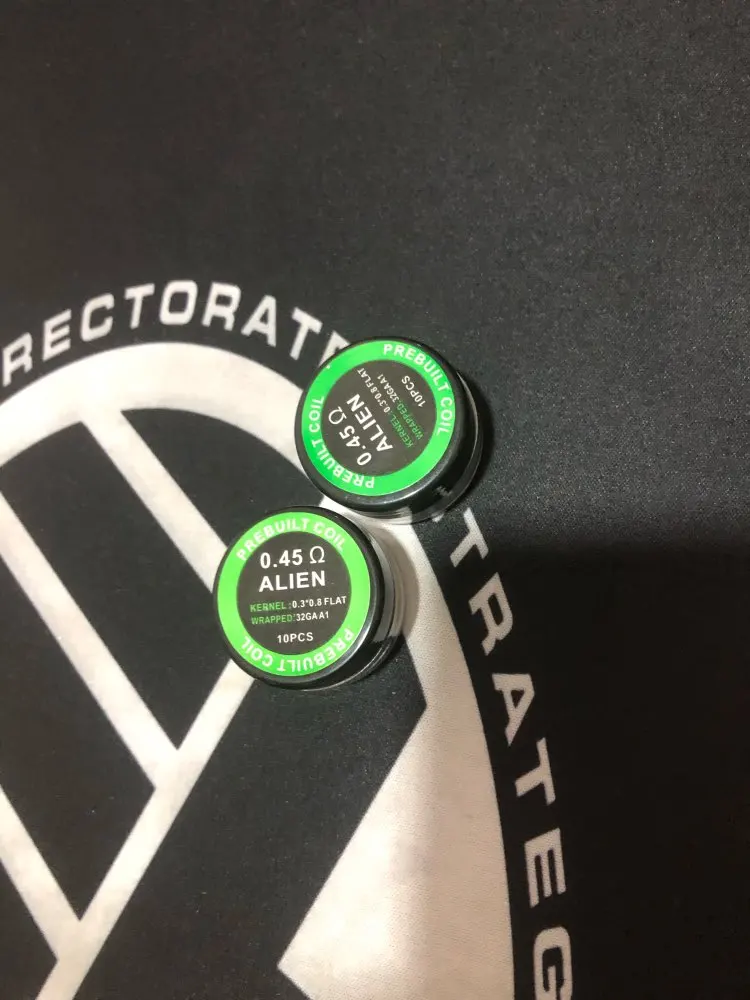 RECTORATE
TRATEG
PREBUILT COIL
0.45 Ω
ALIEN
KERNEL: 0.3*0.8 FLAT
WRAPPED: 32GA A1
10PCS
PREBUILT COIL
PREBUILT COIL
0.45 Ω
ALIEN
KERNEL:0.3*0.8 FLAT
WRAPPED:32GA A1
10PCS
PREBUILT COIL